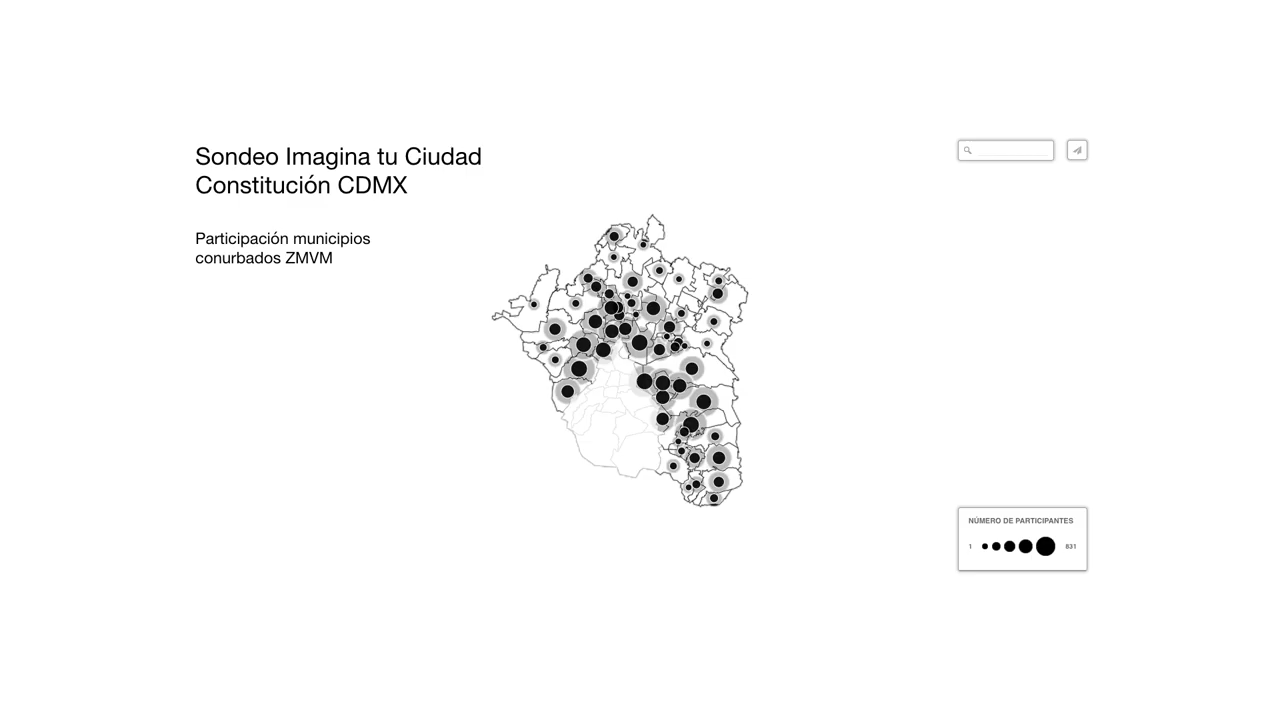 Sondeo Imagina tu Ciudad
Constitución CDMX
Participación municipios
conurbados ZMVM
NÚMERO DE PARTICIPANTES
1 831